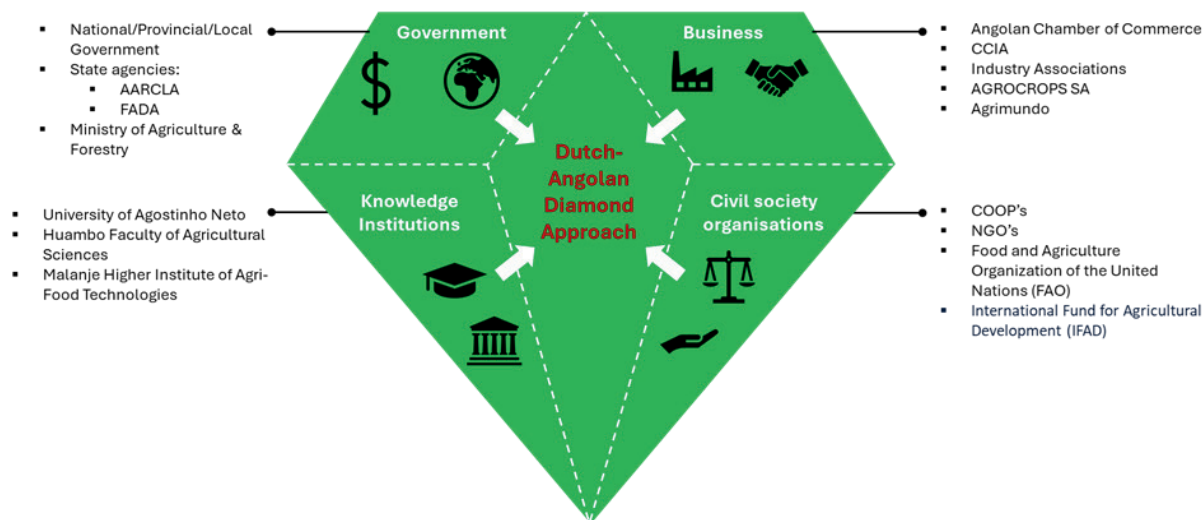 Government
Business
▪ National/Provincial/Local
Government
▪ State agencies:
▪ AARCLA
▪ FADA
▪ Ministry of Agriculture &
Forestry
▪ Angolan Chamber of Commerce
▪ CCIA
▪ Industry Associations
▪ AGROCROPS SA
▪ Agrimundo
Dutch-
Angolan
Diamond
Approach
Knowledge
Institutions
Civil society
organisations
▪ University of Agostinho Neto
▪ Huambo Faculty of Agricultural
Sciences
▪ Malanje Higher Institute of Agri-
Food Technologies
▪ COOP's
▪ NGO's
▪ Food and Agriculture
Organization of the United
Nations (FAO)
▪ International Fund for Agricultural
Development (IFAD)